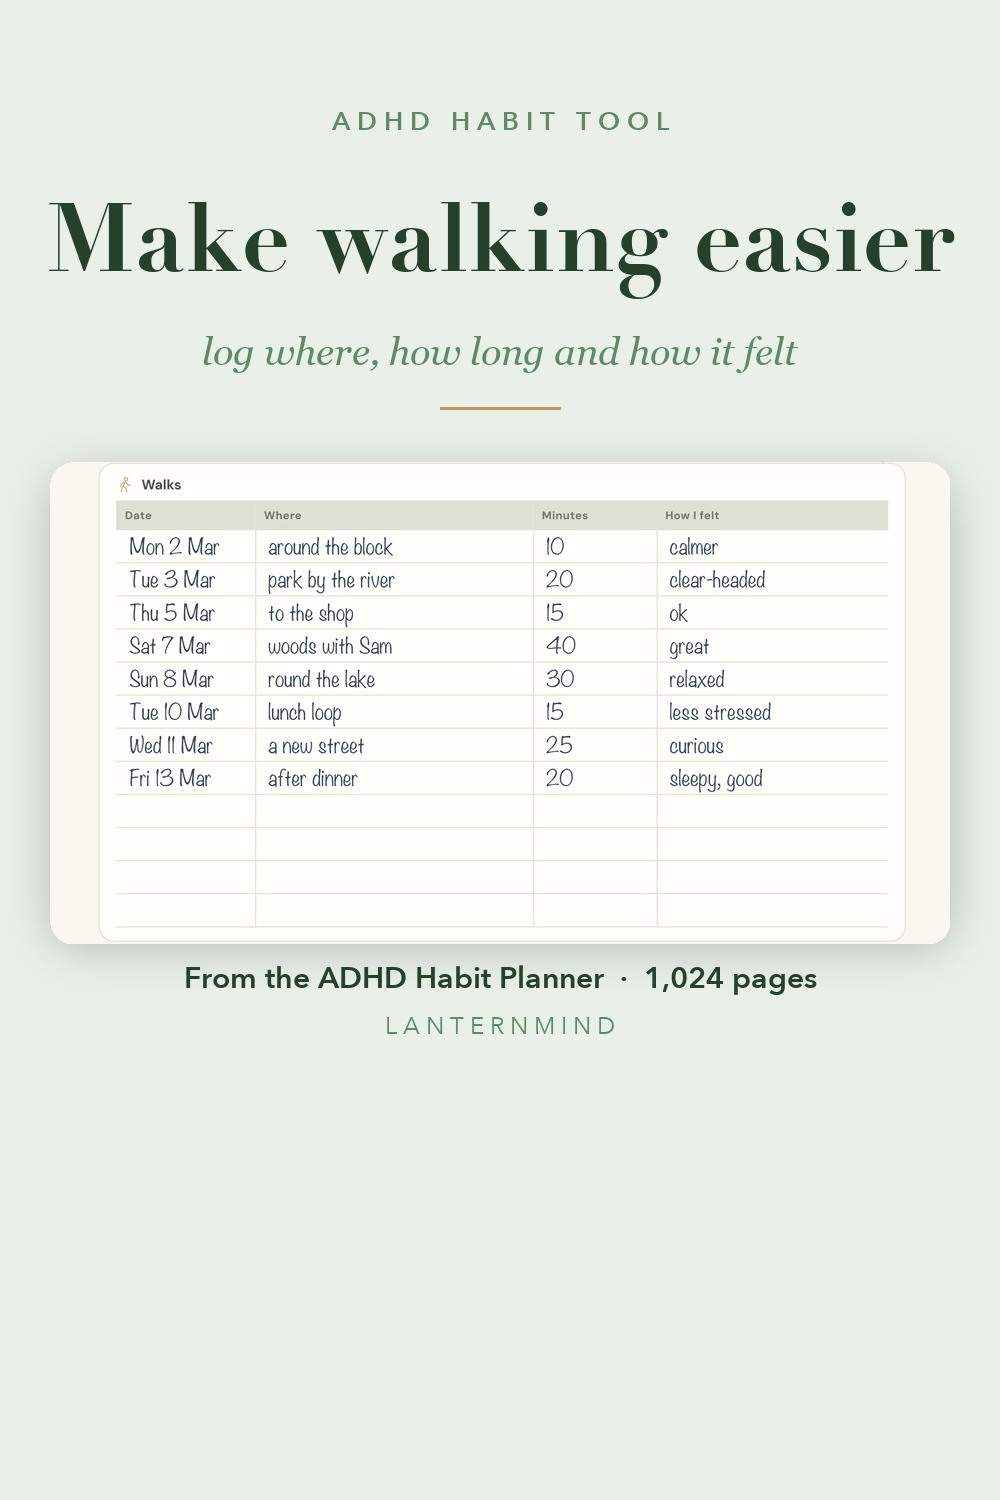 ADHD HABIT TOOL
Make walking easier
log where, how long and how it felt
Walks
Date Where Minutes How I felt
Mon 2 Mar around the block 10 calmer
Tue 3 Mar park by the river 20 clear-headed
Thu 5 Mar to the shop 15 ok
Sat 7 Mar woods with Sam 40 great
Sun 8 Mar round the lake 30 relaxed
Tue 10 Mar lunch loop 15 less stressed
Wed 11 Mar a new street 25 curious
Fri 13 Mar after dinner 20 sleepy, good
From the ADHD Habit Planner · 1,024 pages
LANTERNMIND